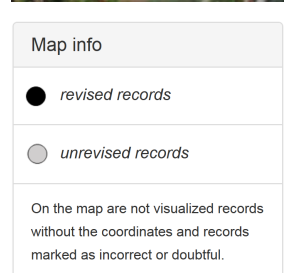 Map info
revised records
unrevised records
On the map are not visualized records
without the coordinates and records
marked as incorrect or doubtful.